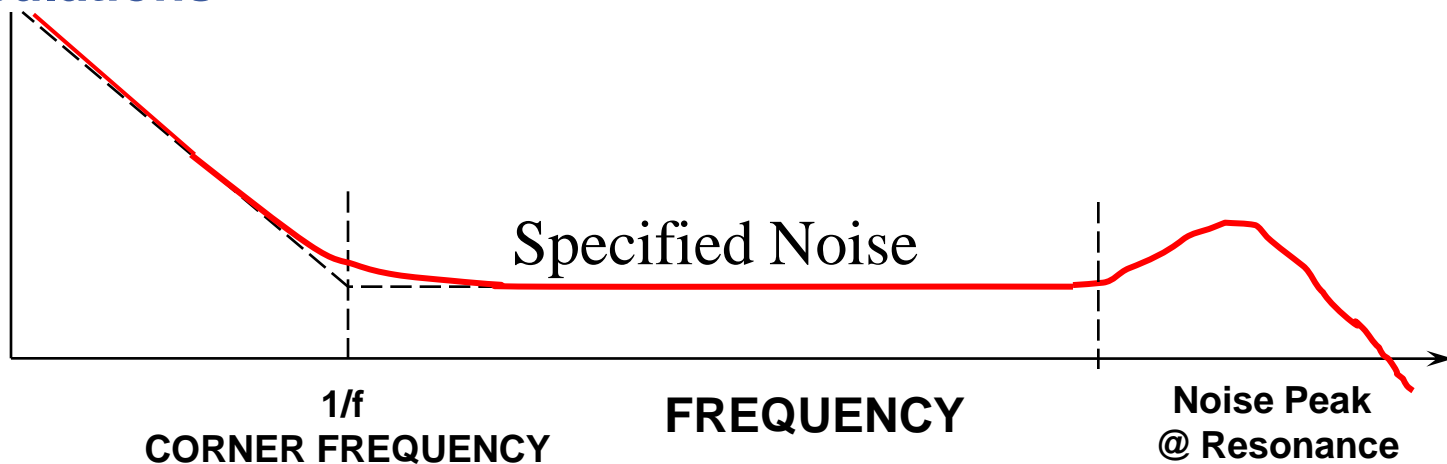 Specified Noise
1/f
CORNER FREQUENCY
FREQUENCY
Noise Peak
@ Resonance